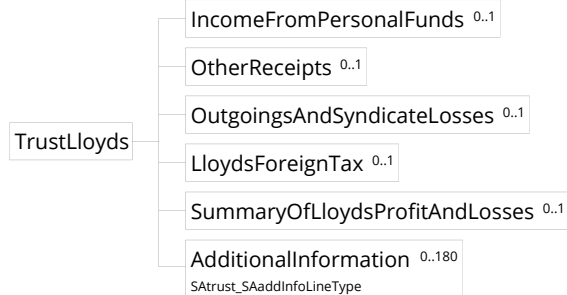 IncomeFromPersonalFunds 0..1
OtherReceipts 0..1
OutgoingsAndSyndicateLosses 0..1
TrustLloyds
LloydsForeignTax 0..1
SummaryOfLloydsProfitAndLosses 0..1
AdditionalInformation 0..180
SAtrust_SAaddInfoLineType